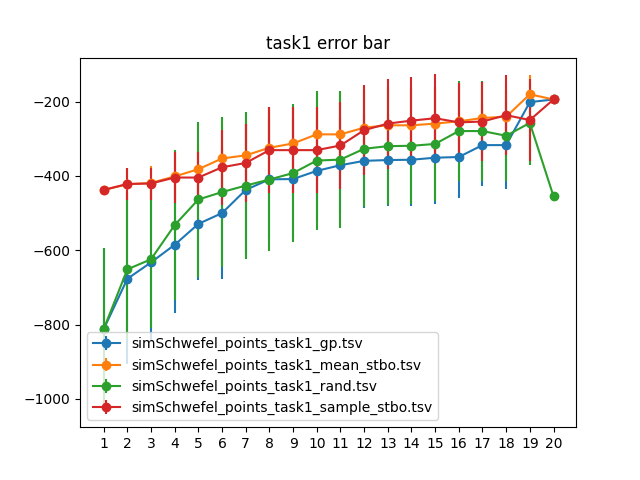 task1 error bar
−200
−400
−600
−800
−1000
simSchwefel_points_task1_gp.tsv
simSchwefel_points_task1_mean_stbo.tsv
simSchwefel_points_task1_rand.tsv
simSchwefel_points_task1_sample_stbo.tsv
1 2 3 4 5 6 7 8 9 10 11 12 13 14 15 16 17 18 19 20